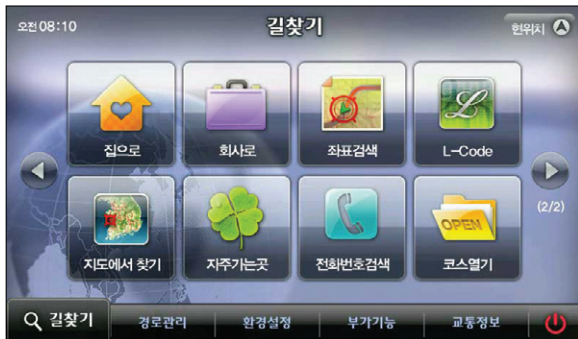 오전 08:10
길찾기
현위치
집으로
회사로
좌표검색
L-Code
지도에서 찾기
자주가는곳
OPEN
전화번호검색
코스열기
(2/2)
길찾기
경로관리
환경설정
부가기능
교통정보